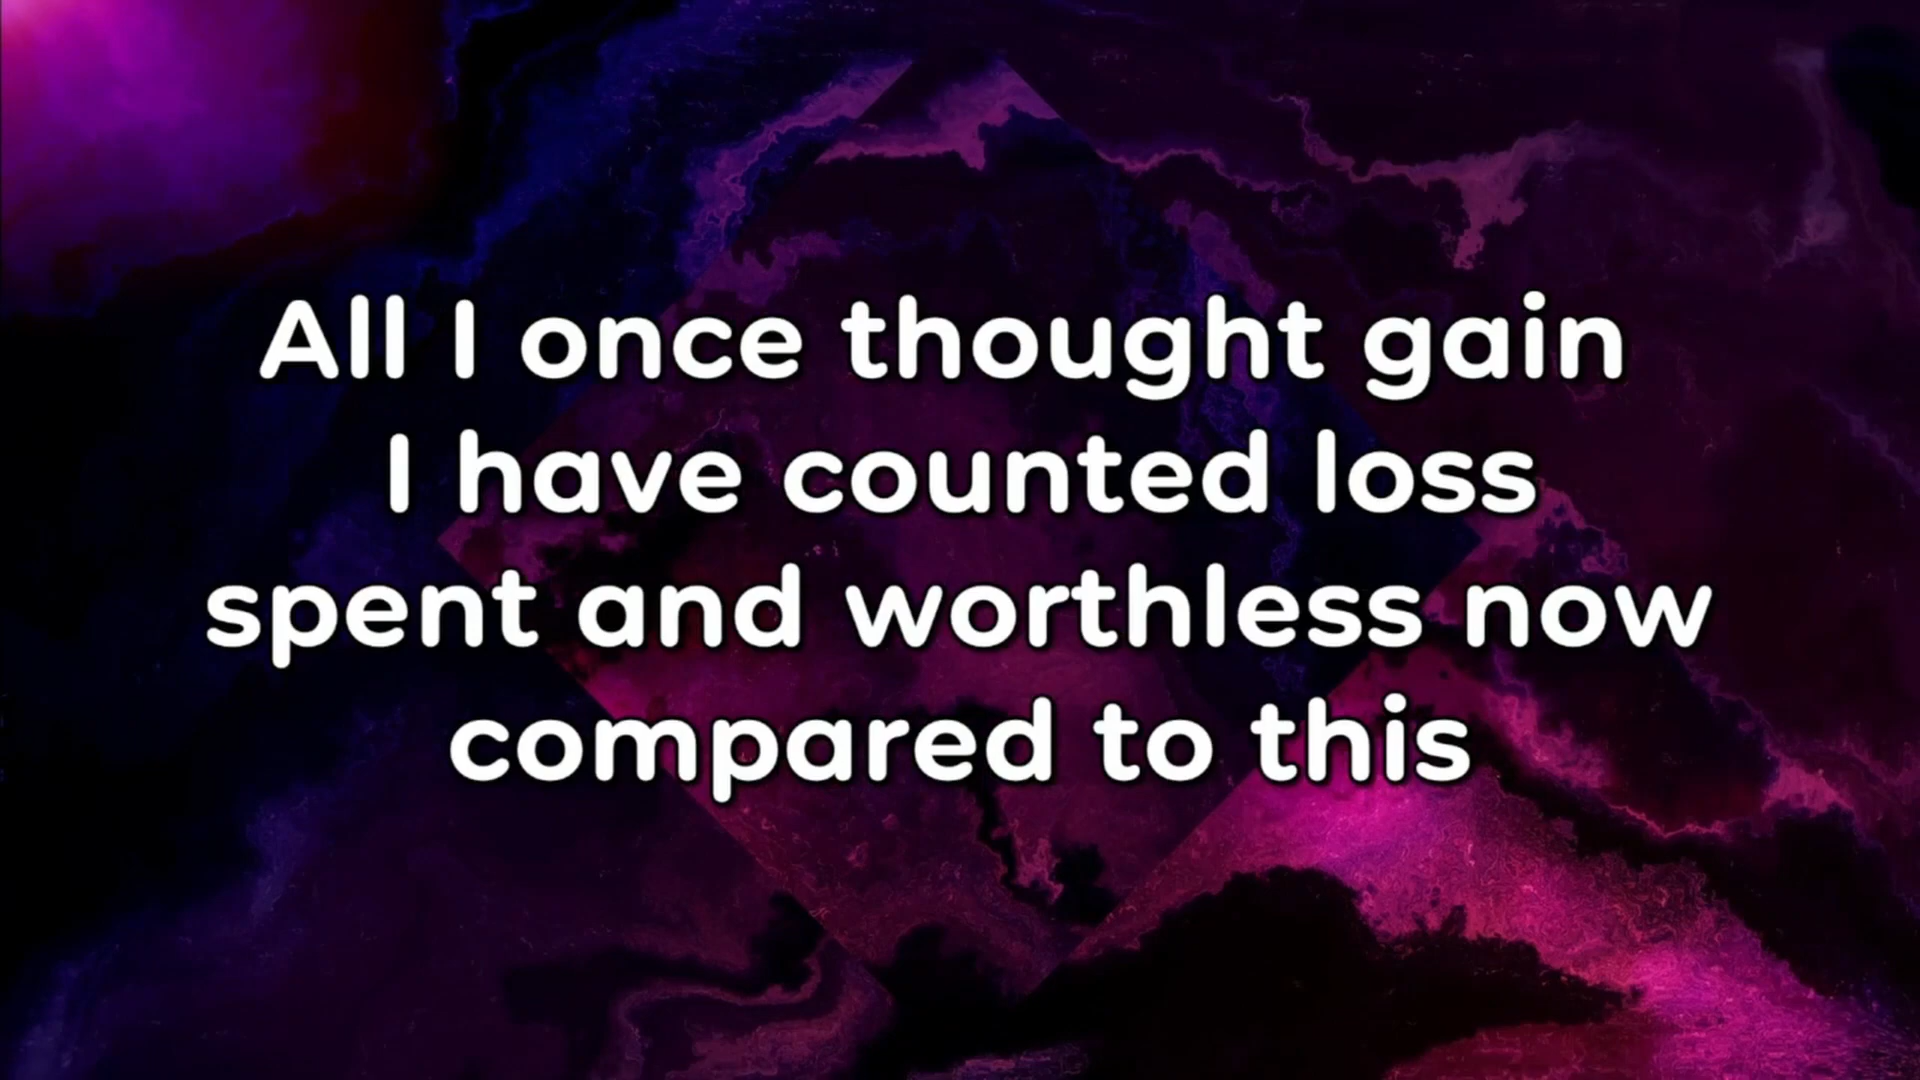 All I once thought gain
I have counted loss
spent and worthless now
compared to this